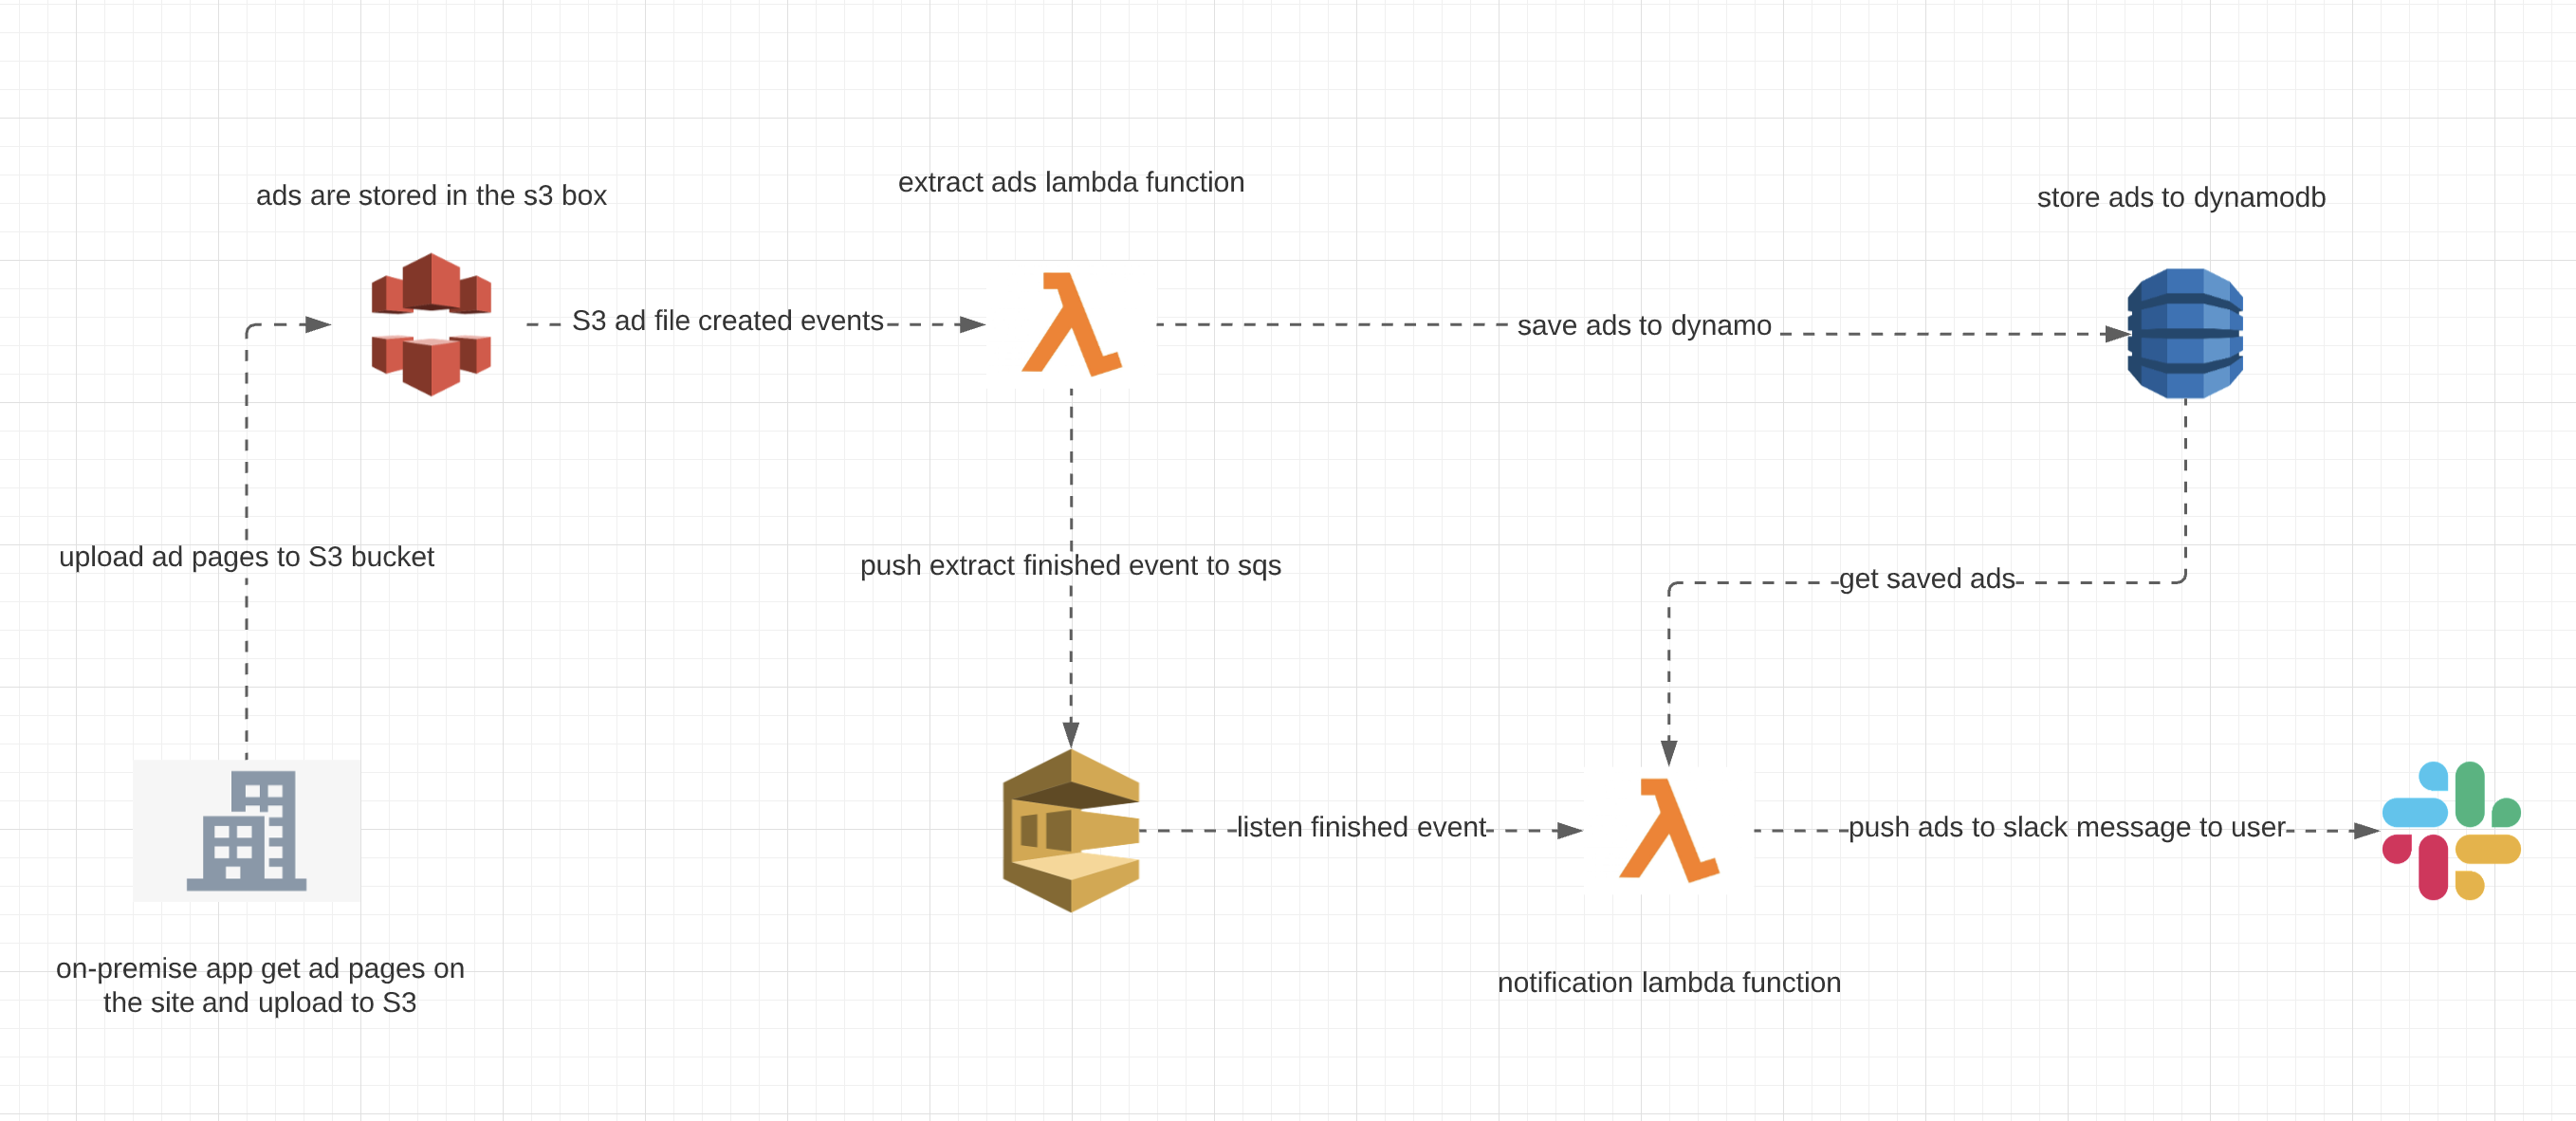 ads are stored in the s3 box
extract ads lambda function
store ads to dynamodb
S3 ad file created events
save ads to dynamo
upload ad pages to S3 bucket
push extract finished event to sqs
get saved ads
listen finished event
push ads to slack message to user
on-premise app get ad pages on
the site and upload to S3
notification lambda function